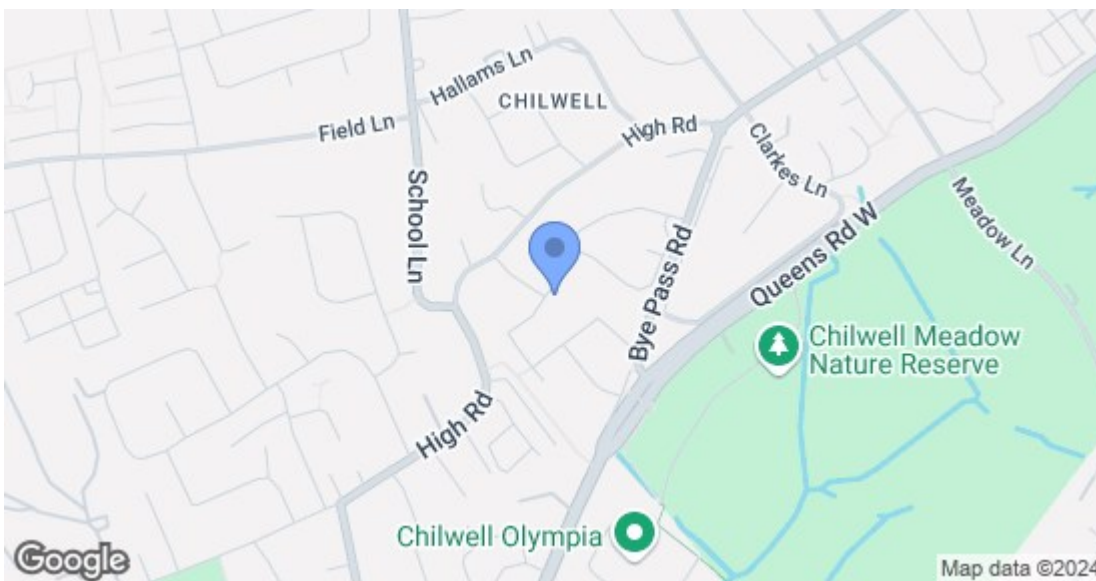 Hallams Ln
CHILWELL
Field Ln
High Rd
Clarkes Ln
School Ln
Meadow Ln
Queens Rd W
Bye Pass Rd
Chilwell Meadow
Nature Reserve
High Rd
Chilwell Olympia
Google
Map data ©2024